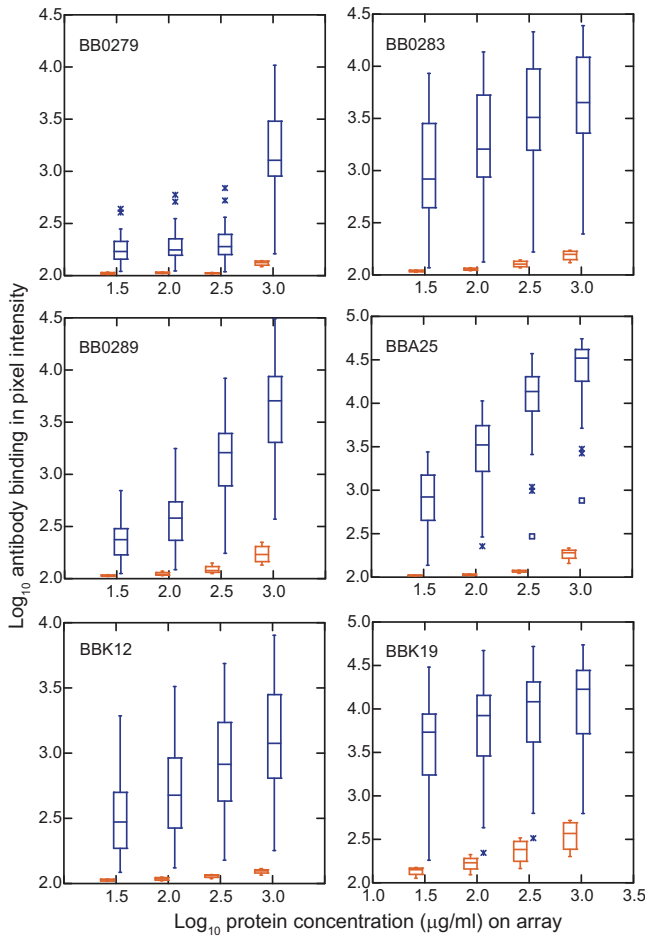 BB0279
4.5
4.0
3.5
3.0
2.5
2.0
1.5 2.0 2.5 3.0
BB0283
4.5
4.0
3.5
3.0
2.5
2.0
1.5 2.0 2.5 3.0
BB0289
4.5
4.0
3.5
3.0
2.5
2.0
1.5 2.0 2.5 3.0
BBA25
5.0
4.5
4.0
3.5
3.0
2.5
2.0
1.5 2.0 2.5 3.0
BBK12
4.0
3.5
3.0
2.5
2.0
1.5 2.0 2.5 3.0
BBK19
5.0
4.5
4.0
3.5
3.0
2.5
2.0
1.0 1.5 2.0 2.5 3.0 3.5
Log10 antibody binding in pixel intensity
Log10 protein concentration (μg/ml) on array